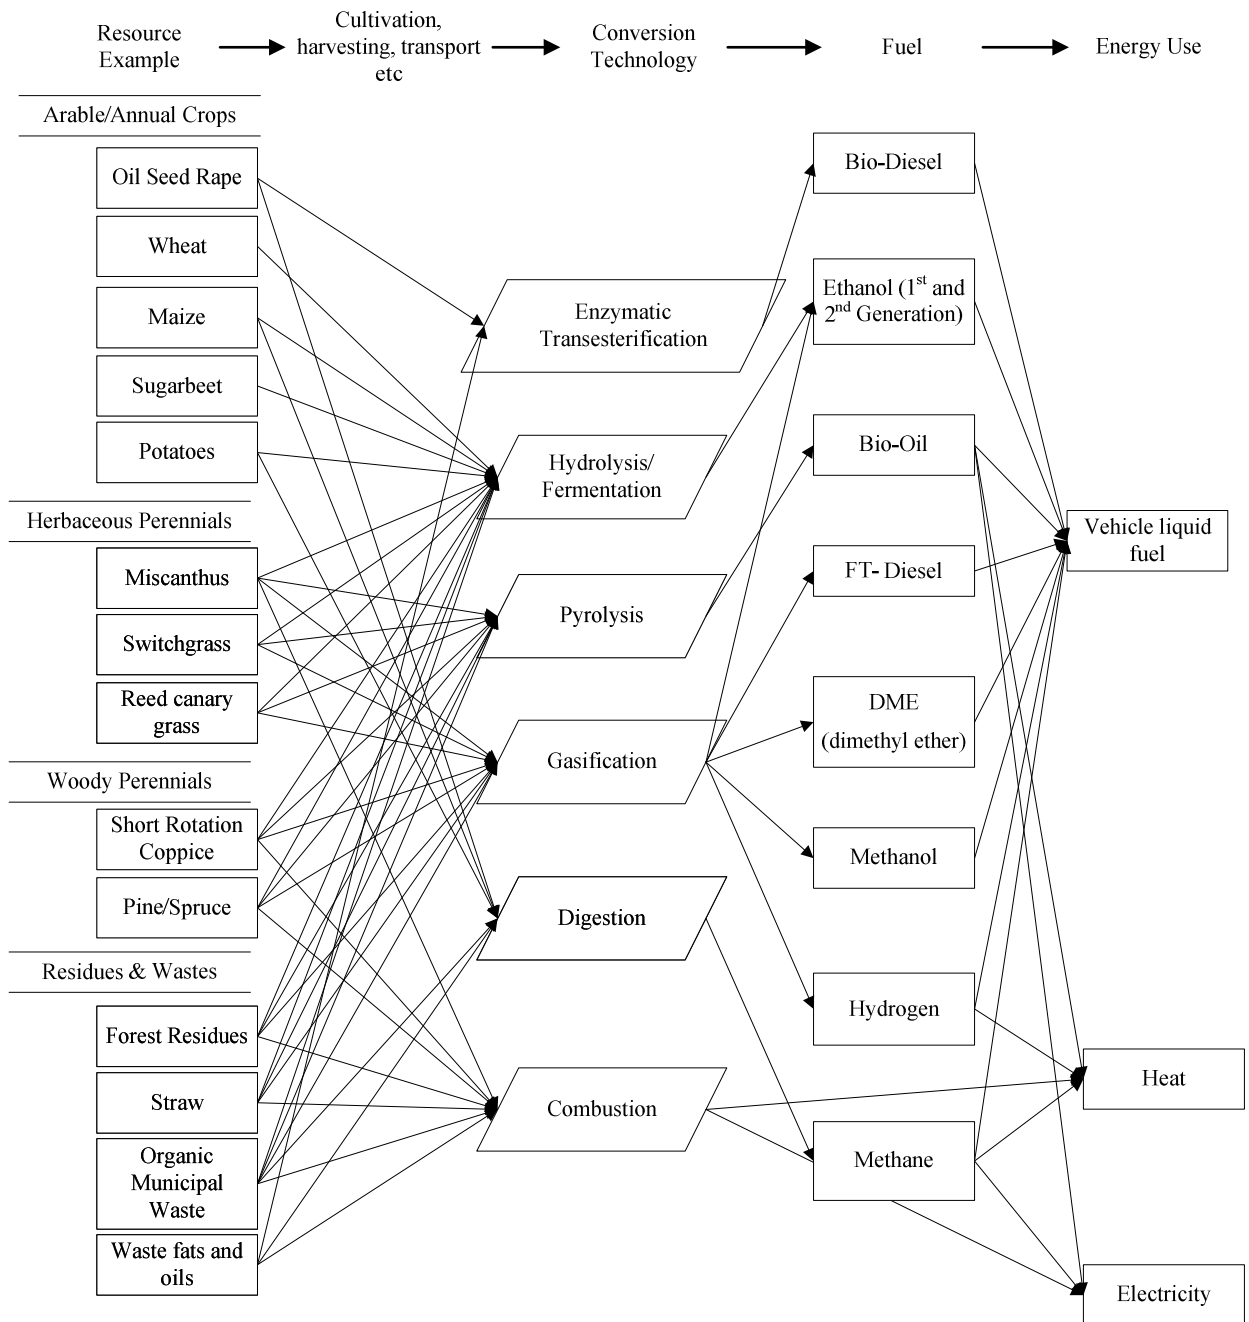 Resource
Example
Cultivation,
harvesting, transport
etc
Conversion
Technology
Fuel
Energy Use
Arable/Annual Crops
Oil Seed Rape
Wheat
Maize
Sugarbeet
Potatoes
Herbaceous Perennials
Miscanthus
Switchgrass
Reed canary
grass
Woody Perennials
Short Rotation
Coppice
Pine/Spruce
Residues & Wastes
Forest Residues
Straw
Organic
Municipal
Waste
Waste fats and
oils
Enzymatic
Transesterification
Hydrolysis/
Fermentation
Pyrolysis
Gasification
Digestion
Combustion
Bio-Diesel
Ethanol (1st and
2nd Generation)
Bio-Oil
FT- Diesel
DME
(dimethyl ether)
Methanol
Hydrogen
Methane
Vehicle liquid
fuel
Heat
Electricity